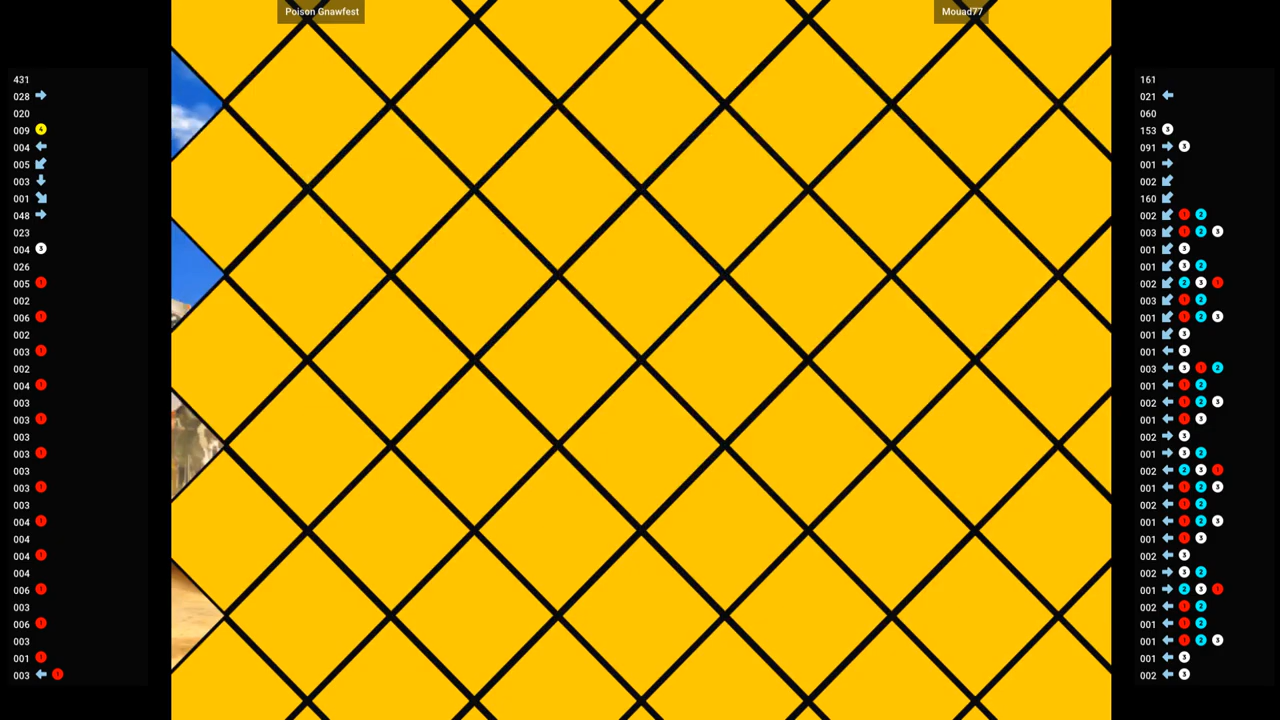 Poison Gnawfest
Mouad77
431
028
020
009 4
004
005
003
001
048
023
004 3
026
005 1
002
006 1
002
003 1
002
004 1
003
003 1
003
003 1
003
003 1
003
004 1
004
004 1
004
006 1
003
006 1
003
001 1
003 1
161
021
060
153 3
091 3
001
002
160
002 1 2
003 1 2 3
001 3
001 3 2
002 2 3 1
003 1 2
001 1 2 3
001 3
001 3
003 3 1 2
001 1 2
002 1 2 3
001 1 3
002 3
001 3 2
002 2 3 1
001 1 2 3
002 1 2
001 1 2 3
001 1 3
002 3
002 3 2
001 2 3 1
002 1 2
001 1 2
001 1 2 3
001 3
002 3